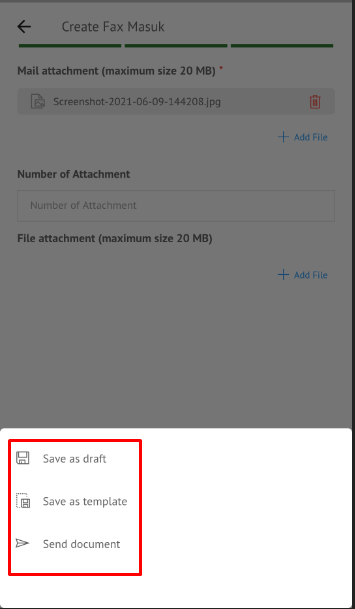 Create Fax Masuk
Mail attachment (maximum size 20 MB) *
Screenshot-2021-06-09-144208.jpg
Add File
Number of Attachment
Number of Attachment
File attachment (maximum size 20 MB)
Add File
Save as draft
Save as template
Send document